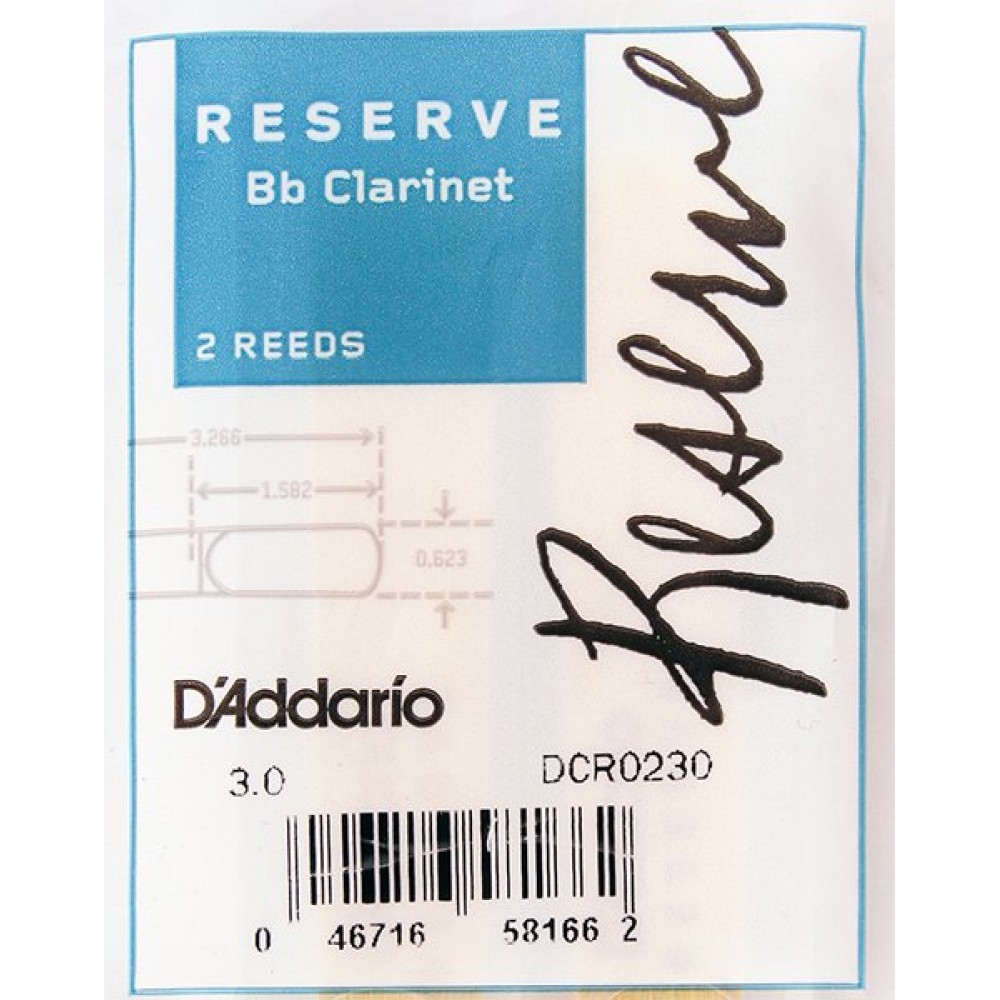 RESERVE
Bb Clarinet
2 REEDS
Reserve
3.266
1.582
0.623
D'Addario
3.0 DCR0230
0 46716 58166 2